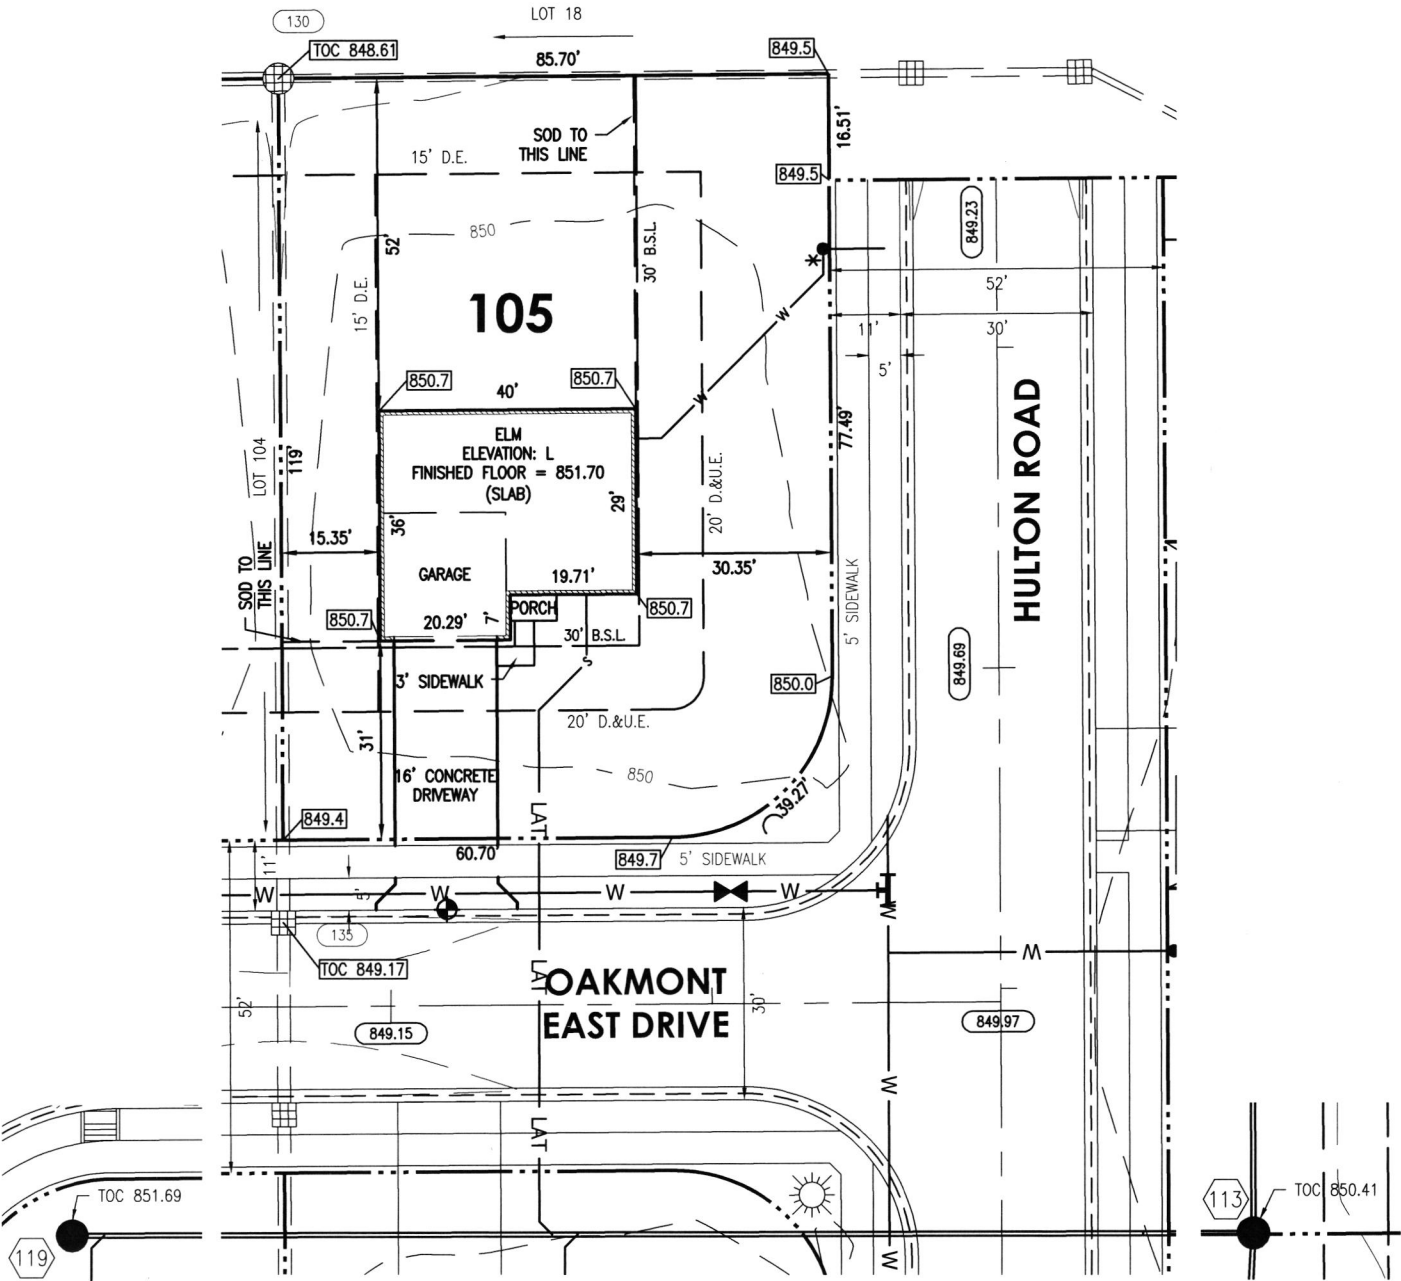 130
LOT 18
TOC 848.61
85.70'
849.5
16.51'
SOD TO
THIS LINE
15' D.E.
849.5
849.23
850
52'
30' B.S.L.
52'
105
15' D.E.
11'
30'
5'
W
W
850.7
40'
850.7
HULTON ROAD
77.49'
ELM
ELEVATION: L
FINISHED FLOOR = 851.70
(SLAB)
LOT 104
119'
29'
20' D.&U.E.
36'
15.35'
30.35'
SOD TO
THIS LINE
GARAGE
19.71'
5' SIDEWALK
850.7
20.29'
7'
PORCH
850.7
30' B.S.L.
S
849.69
3' SIDEWALK
850.0
20' D.&U.E.
31'
16' CONCRETE
DRIVEWAY
850
39.27'
849.4
LAT
60.70'
849.7
5' SIDEWALK
11'
5'
W
W
W
W
W
135
W
TOC 849.17
LAT
OAKMONT
EAST DRIVE
52'
30'
849.15
849.97
W
LAT
TOC 851.69
119
113
TOC 850.41
W